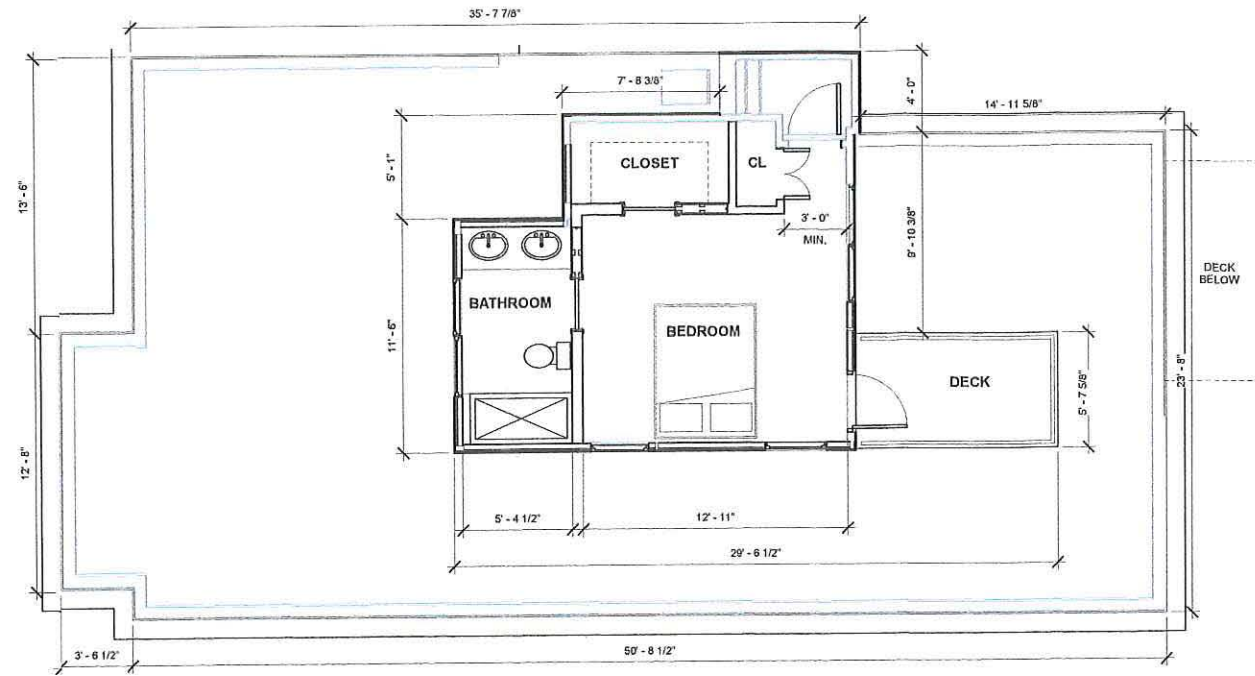 35' - 7 7/8"
7' - 8 3/8"
4' - 0"
14' - 11 5/8"
13' - 6"
5' - 1"
CLOSET
CL
3' - 0"
MIN.
9' - 10 3/8"
DECK
BELOW
BATHROOM
11' - 6"
BEDROOM
DECK
5' - 7 5/8"
23' - 8"
12' - 8"
5' - 4 1/2"
12' - 11"
29' - 6 1/2"
3' - 6 1/2"
50' - 8 1/2"